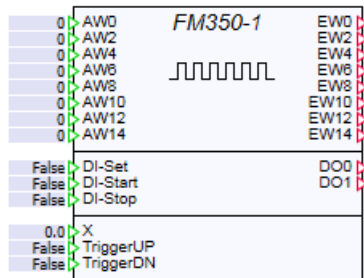 FM350-1
0 AW0 EW0
0 AW2 EW2
0 AW4 EW4
0 AW6 EW6
0 AW8 EW8
0 AW10 EW10
0 AW12 EW12
0 AW14 EW14
False DI-Set DO0
False DI-Start DO1
False DI-Stop
0.0 X
False TriggerUP
False TriggerDN